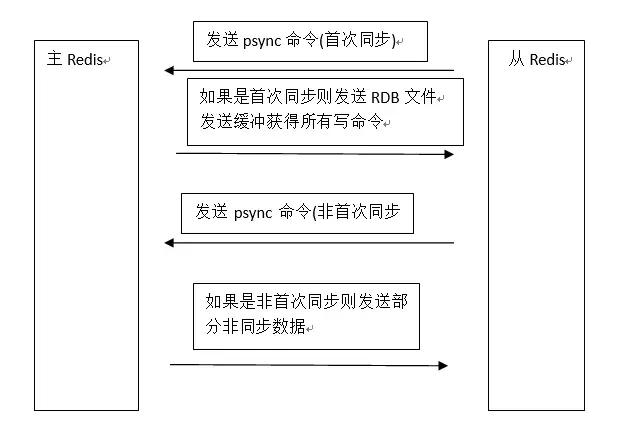 主 Redis
从 Redis
发送 psync 命令(首次同步)
如果是首次同步则发送 RDB 文件
发送缓冲获得所有写命令
发送 psync 命令(非首次同步
如果是非首次同步则发送部
分非同步数据